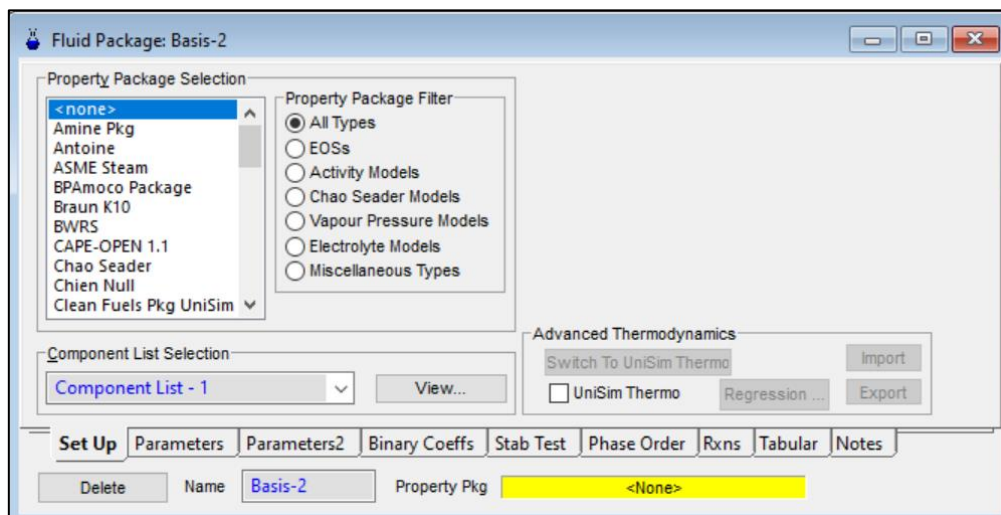 Fluid Package: Basis-2
Property Package Selection
<none>
Amine Pkg
Antoine
ASME Steam
BPAmoco Package
Braun K10
BWRS
CAPE-OPEN 1.1
Chao Seader
Chien Null
Clean Fuels Pkg UniSim
Property Package Filter
All Types
EOSs
Activity Models
Chao Seader Models
Vapour Pressure Models
Electrolyte Models
Miscellaneous Types
Component List Selection
Component List - 1
View...
Advanced Thermodynamics
Switch To UniSim Thermo
Import
UniSim Thermo
Regression ...
Export
Set Up Parameters Parameters2 Binary Coeffs Stab Test Phase Order Rxns Tabular Notes
Delete Name Basis-2 Property Pkg <None>